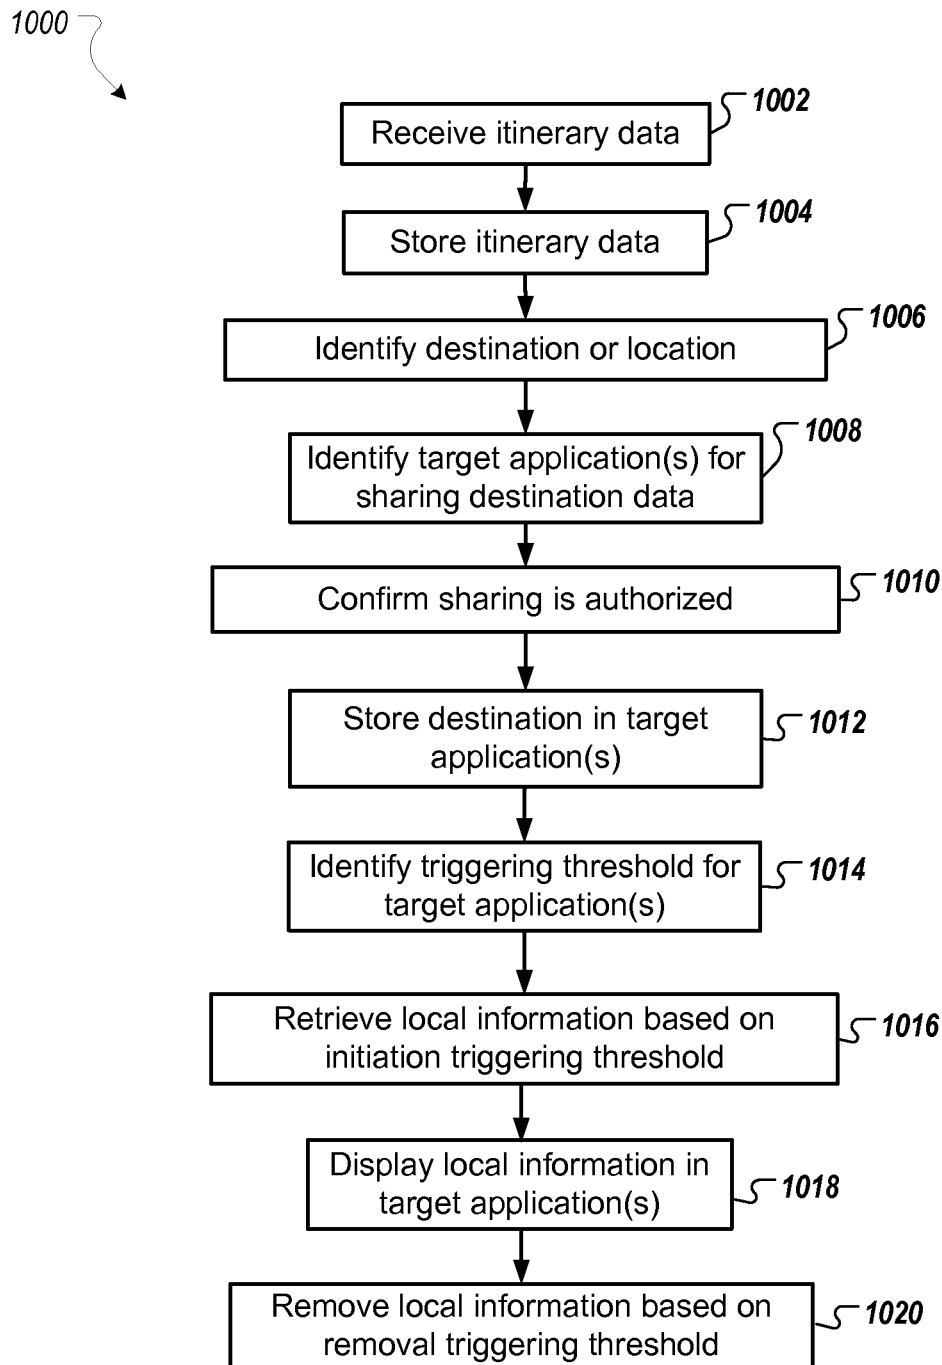 1000
Receive itinerary data
1002
Store itinerary data
1004
Identify destination or location
1006
Identify target application(s) for
sharing destination data
1008
Confirm sharing is authorized
1010
Store destination in target
application(s)
1012
Identify triggering threshold for
target application(s)
1014
Retrieve local information based on
initiation triggering threshold
1016
Display local information in
target application(s)
1018
Remove local information based on
removal triggering threshold
1020